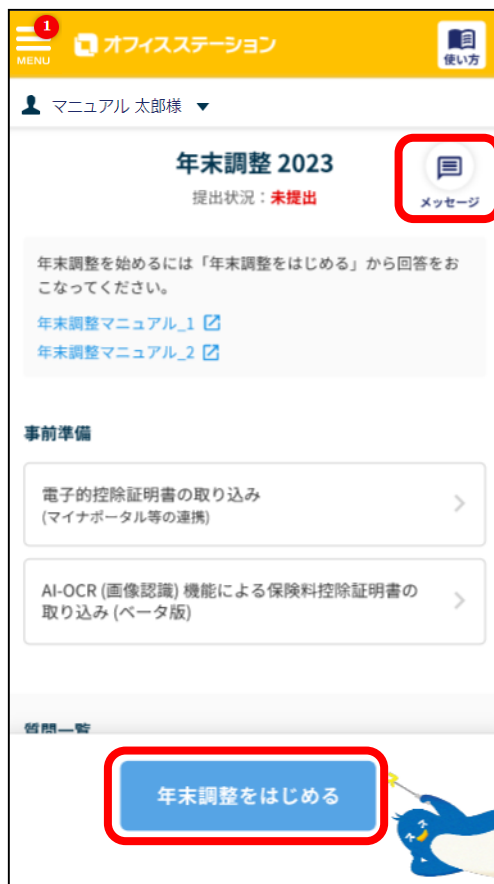 1
MENU
オフィスステーション
使い方
マニュアル 太郎様 ▼
年末調整 2023
提出状況：未提出
メッセージ
年末調整を始めるには「年末調整をはじめる」から回答をお
こなってください。
年末調整マニュアル_1
年末調整マニュアル_2
事前準備
電子的控除証明書の取り込み
(マイナポータル等の連携)
AI-OCR (画像認識) 機能による保険料控除証明書の
取り込み (ベータ版)
質問一覧
年末調整をはじめる